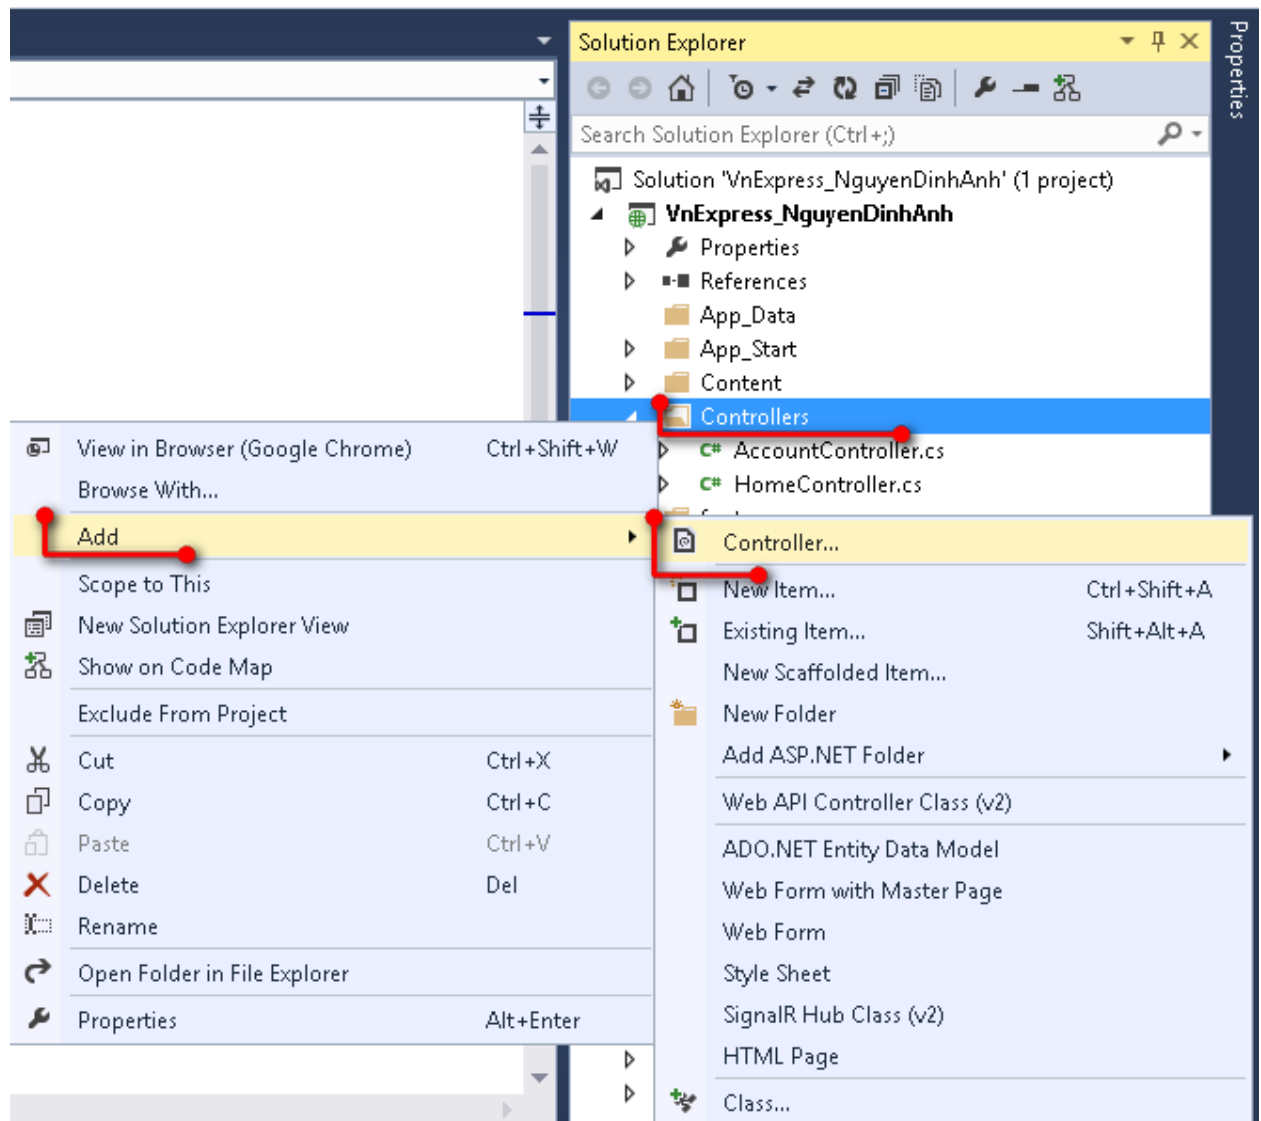 Solution Explorer
Properties
Search Solution Explorer (Ctrl+;)
Solution 'VnExpress_NguyenDinhAnh' (1 project)
VnExpress_NguyenDinhAnh
Properties
References
App_Data
App_Start
Content
Controllers
C# AccountController.cs
C# HomeController.cs
View in Browser (Google Chrome) Ctrl+Shift+W
Browse With...
Add
Scope to This
New Solution Explorer View
Show on Code Map
Exclude From Project
Cut Ctrl+X
Copy Ctrl+C
Paste Ctrl+V
Delete Del
Rename
Open Folder in File Explorer
Properties Alt+Enter
Controller...
New Item... Ctrl+Shift+A
Existing Item... Shift+Alt+A
New Scaffolded Item...
New Folder
Add ASP.NET Folder
Web API Controller Class (v2)
ADO.NET Entity Data Model
Web Form with Master Page
Web Form
Style Sheet
SignalR Hub Class (v2)
HTML Page
Class...